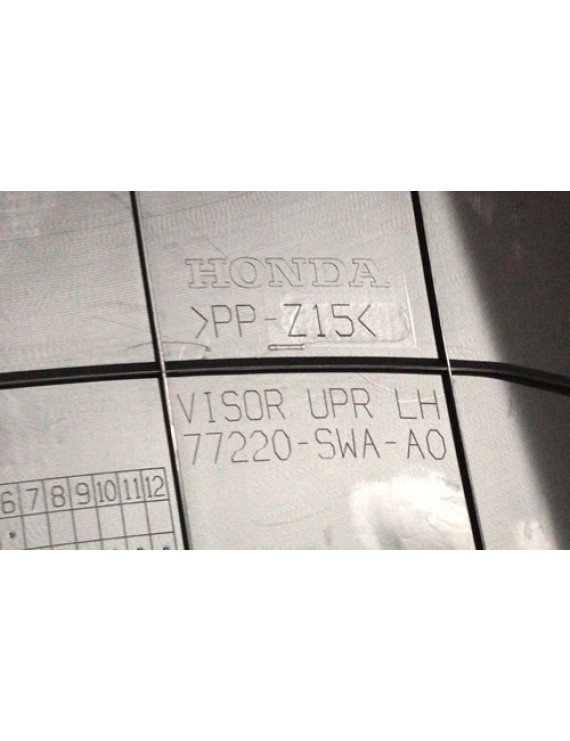 HONDA
>PP-Z15<
VISOR UPR LH
77220-SWA-A0
6 7 8 9 10 11 12